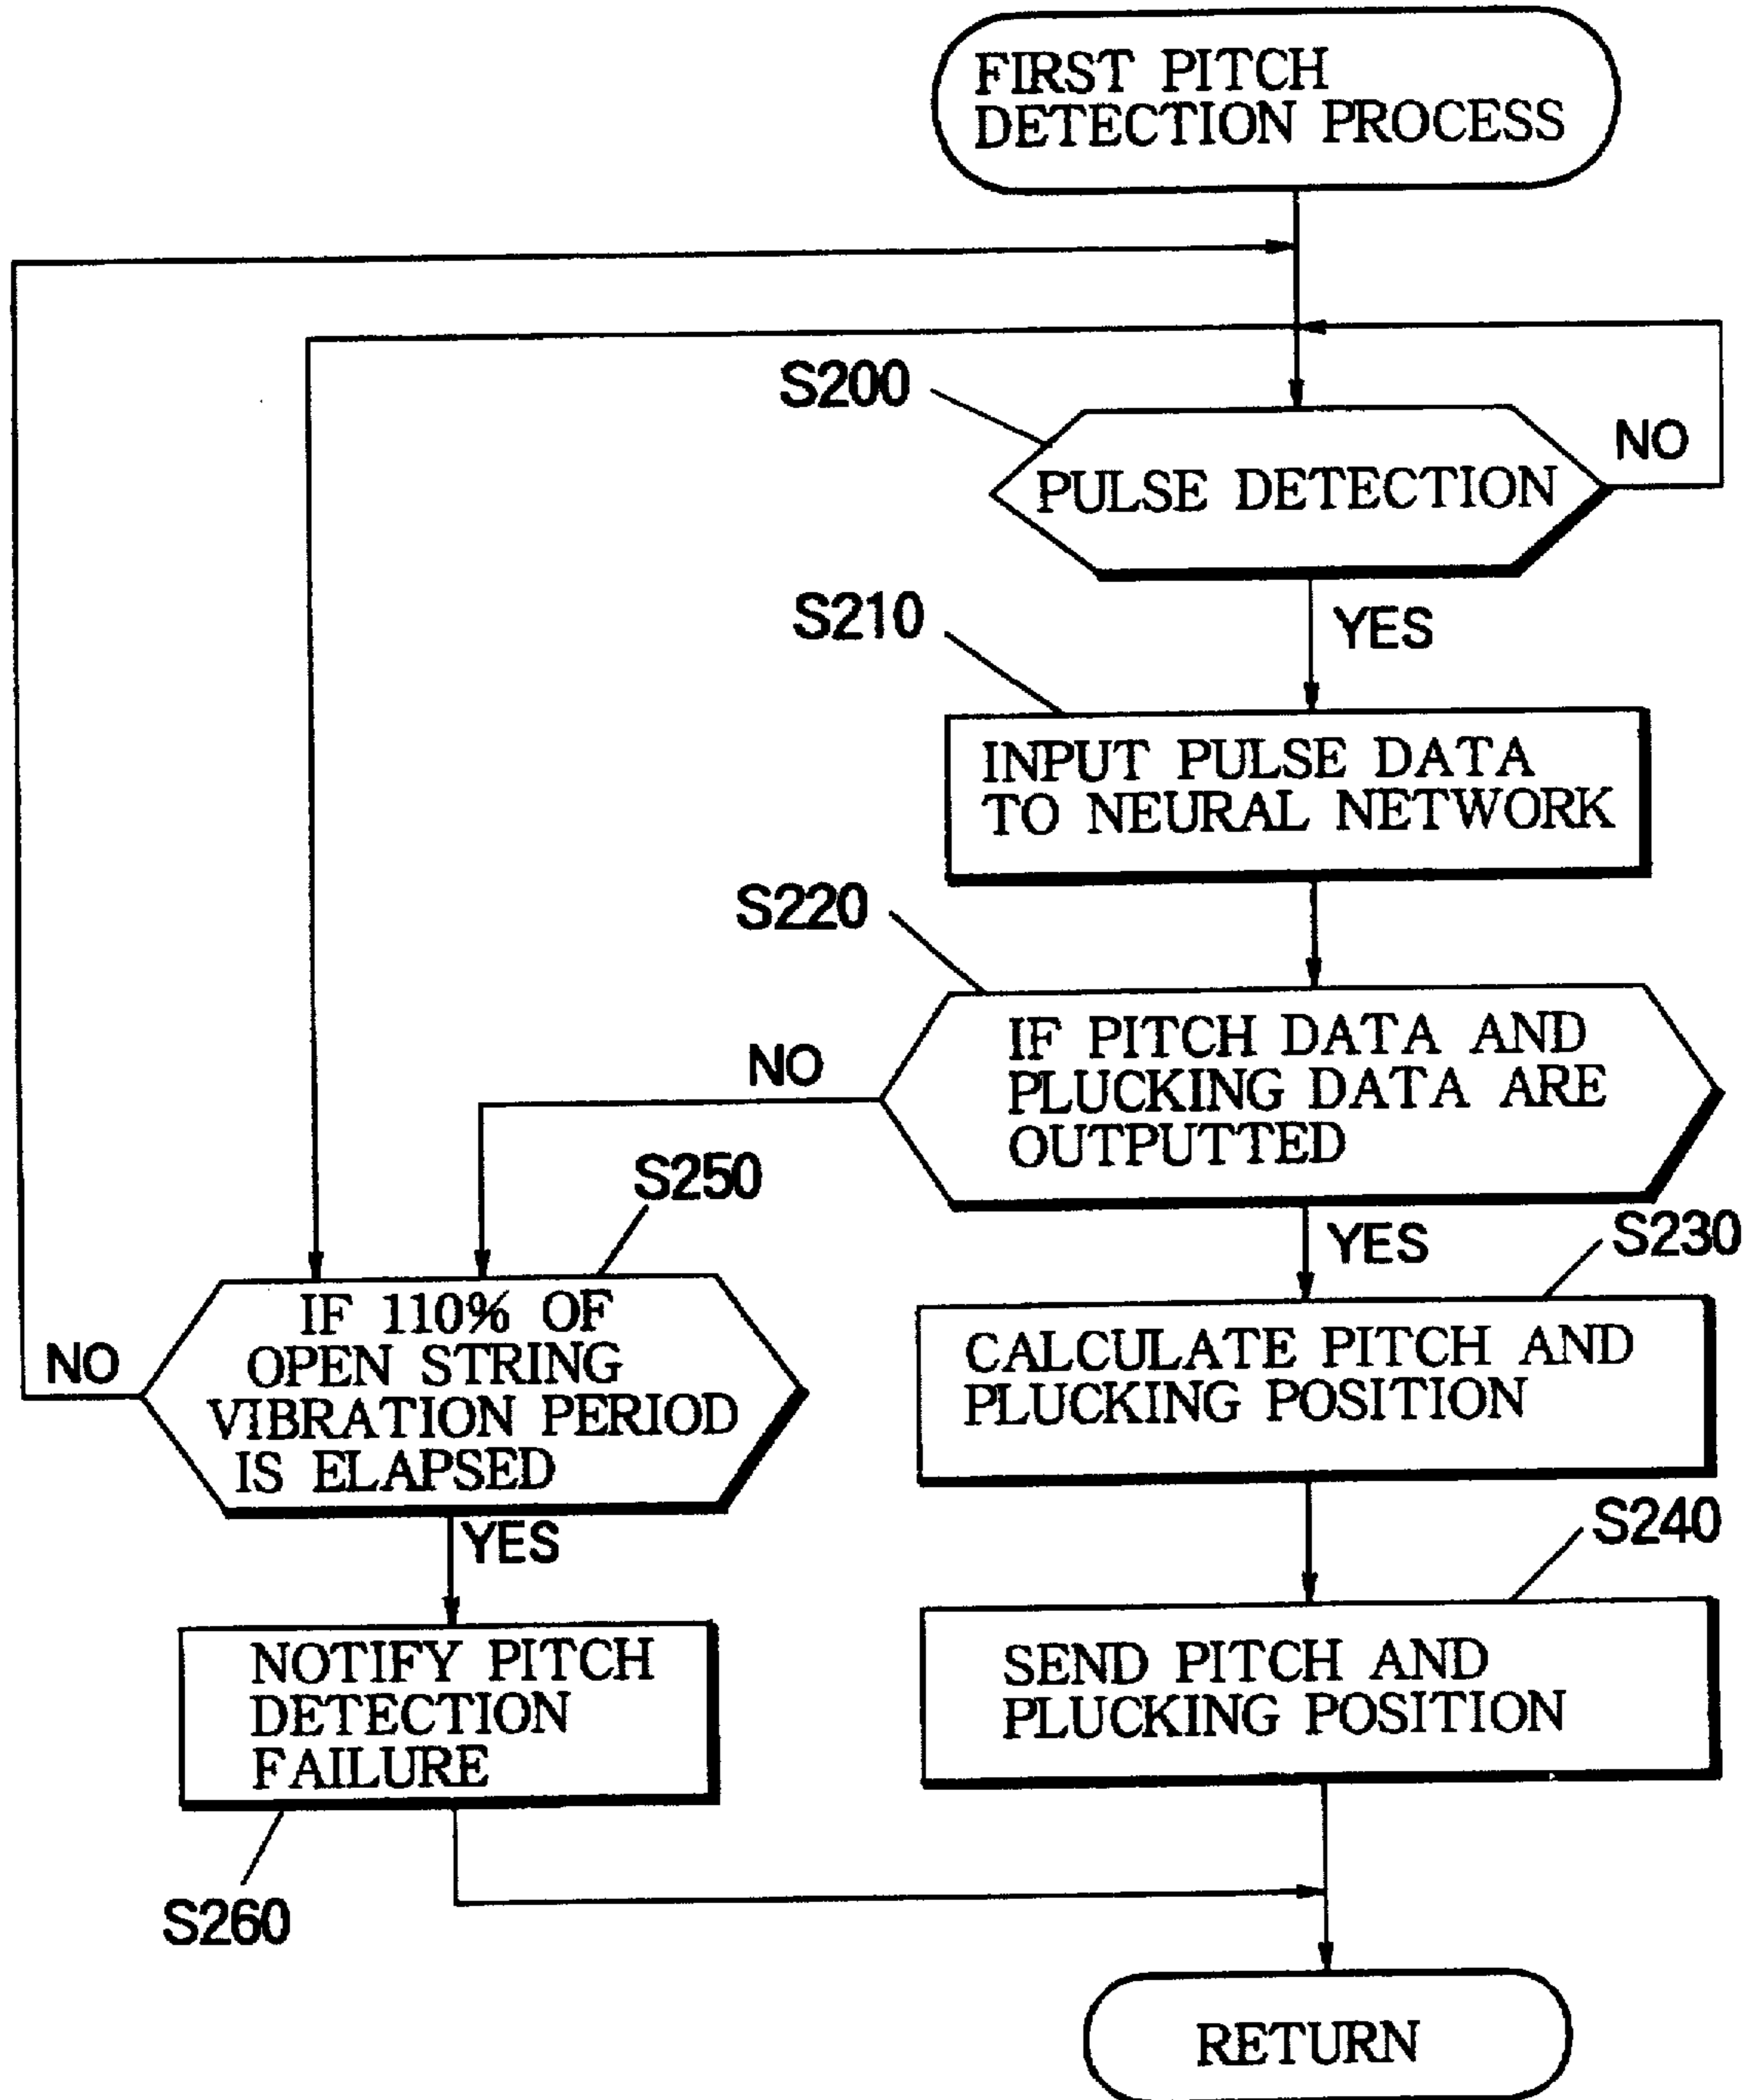 FIRST PITCH
DETECTION PROCESS
S200
NO
PULSE DETECTION
YES
S210
INPUT PULSE DATA
TO NEURAL NETWORK
S220
IF PITCH DATA AND
PLUCKING DATA ARE
OUTPUTTED
NO
YES
S250
IF 110% OF
OPEN STRING
VIBRATION PERIOD
IS ELAPSED
NO
YES
S230
CALCULATE PITCH AND
PLUCKING POSITION
S240
SEND PITCH AND
PLUCKING POSITION
NOTIFY PITCH
DETECTION
FAILURE
S260
RETURN